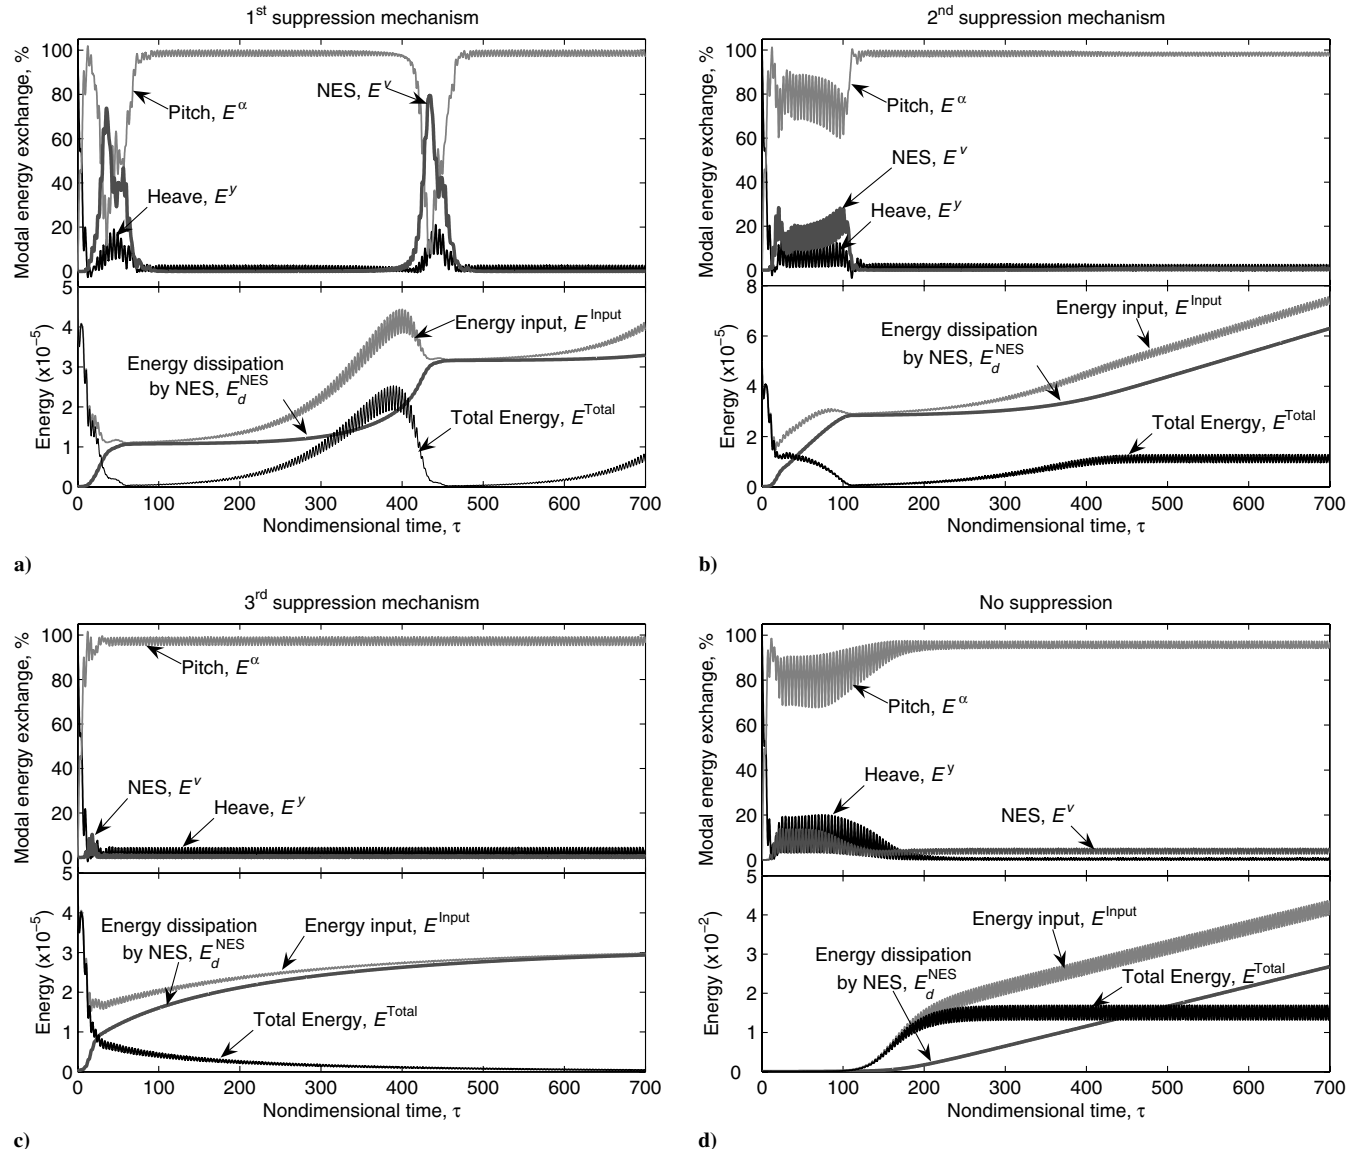 1st suppression mechanism
100
80
60
40
20
0
Modal energy exchange, %
Pitch, E^α
NES, E^v
Heave, E^y
5
4
3
2
1
0
Energy (x10^−5)
Energy input, E^Input
Energy dissipation
by NES, E_d^NES
Total Energy, E^Total
0 100 200 300 400 500 600 700
Nondimensional time, τ
a)
2nd suppression mechanism
100
80
60
40
20
0
Modal energy exchange, %
Pitch, E^α
NES, E^v
Heave, E^y
8
6
4
2
0
Energy (x10^−5)
Energy input, E^Input
Energy dissipation
by NES, E_d^NES
Total Energy, E^Total
0 100 200 300 400 500 600 700
Nondimensional time, τ
b)
3rd suppression mechanism
100
80
60
40
20
0
Modal energy exchange, %
Pitch, E^α
NES, E^v
Heave, E^y
5
4
3
2
1
0
Energy (x10^−5)
Energy dissipation
by NES, E_d^NES
Energy input, E^Input
Total Energy, E^Total
0 100 200 300 400 500 600 700
Nondimensional time, τ
c)
No suppression
100
80
60
40
20
0
Modal energy exchange, %
Pitch, E^α
Heave, E^y
NES, E^v
5
4
3
2
1
0
Energy (x10^−2)
Energy input, E^Input
Energy dissipation
by NES, E_d^NES
Total Energy, E^Total
0 100 200 300 400 500 600 700
Nondimensional time, τ
d)